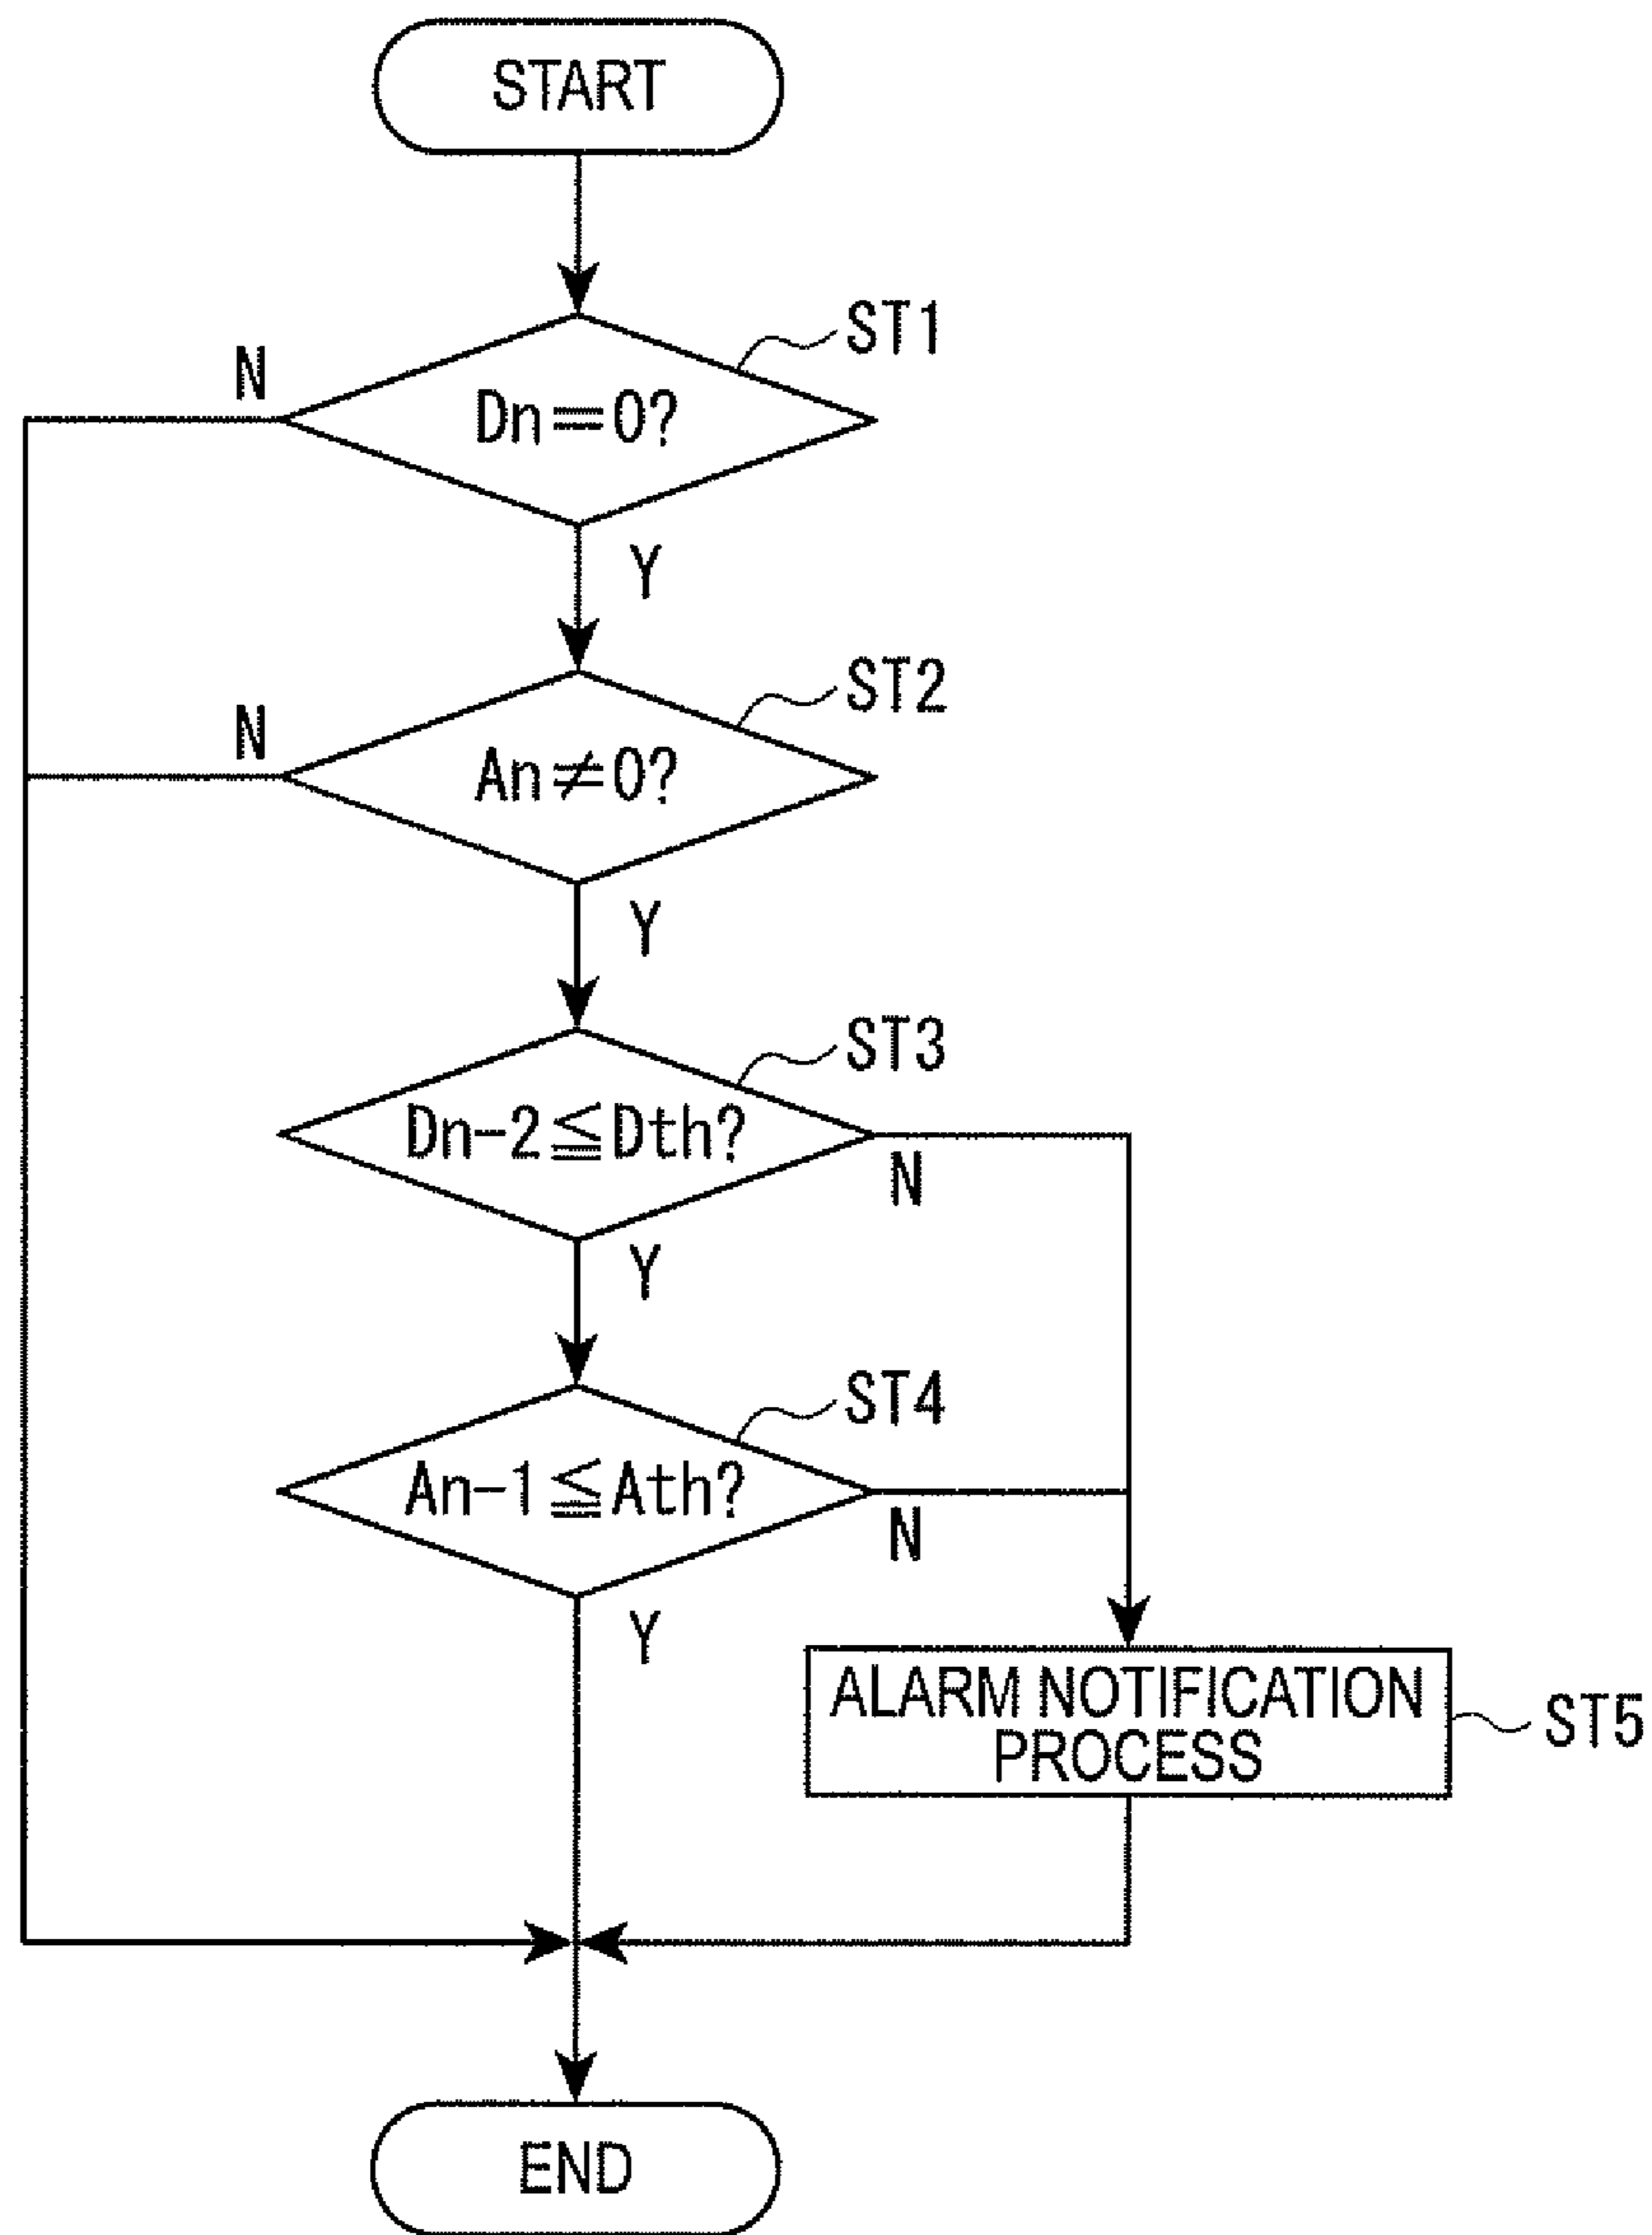 START
ST1
N
Dn=0?
Y
ST2
N
An≠0?
Y
ST3
Dn-2≦Dth?
N
Y
ST4
An-1≦Ath?
N
Y
ALARM NOTIFICATION
PROCESS
ST5
END